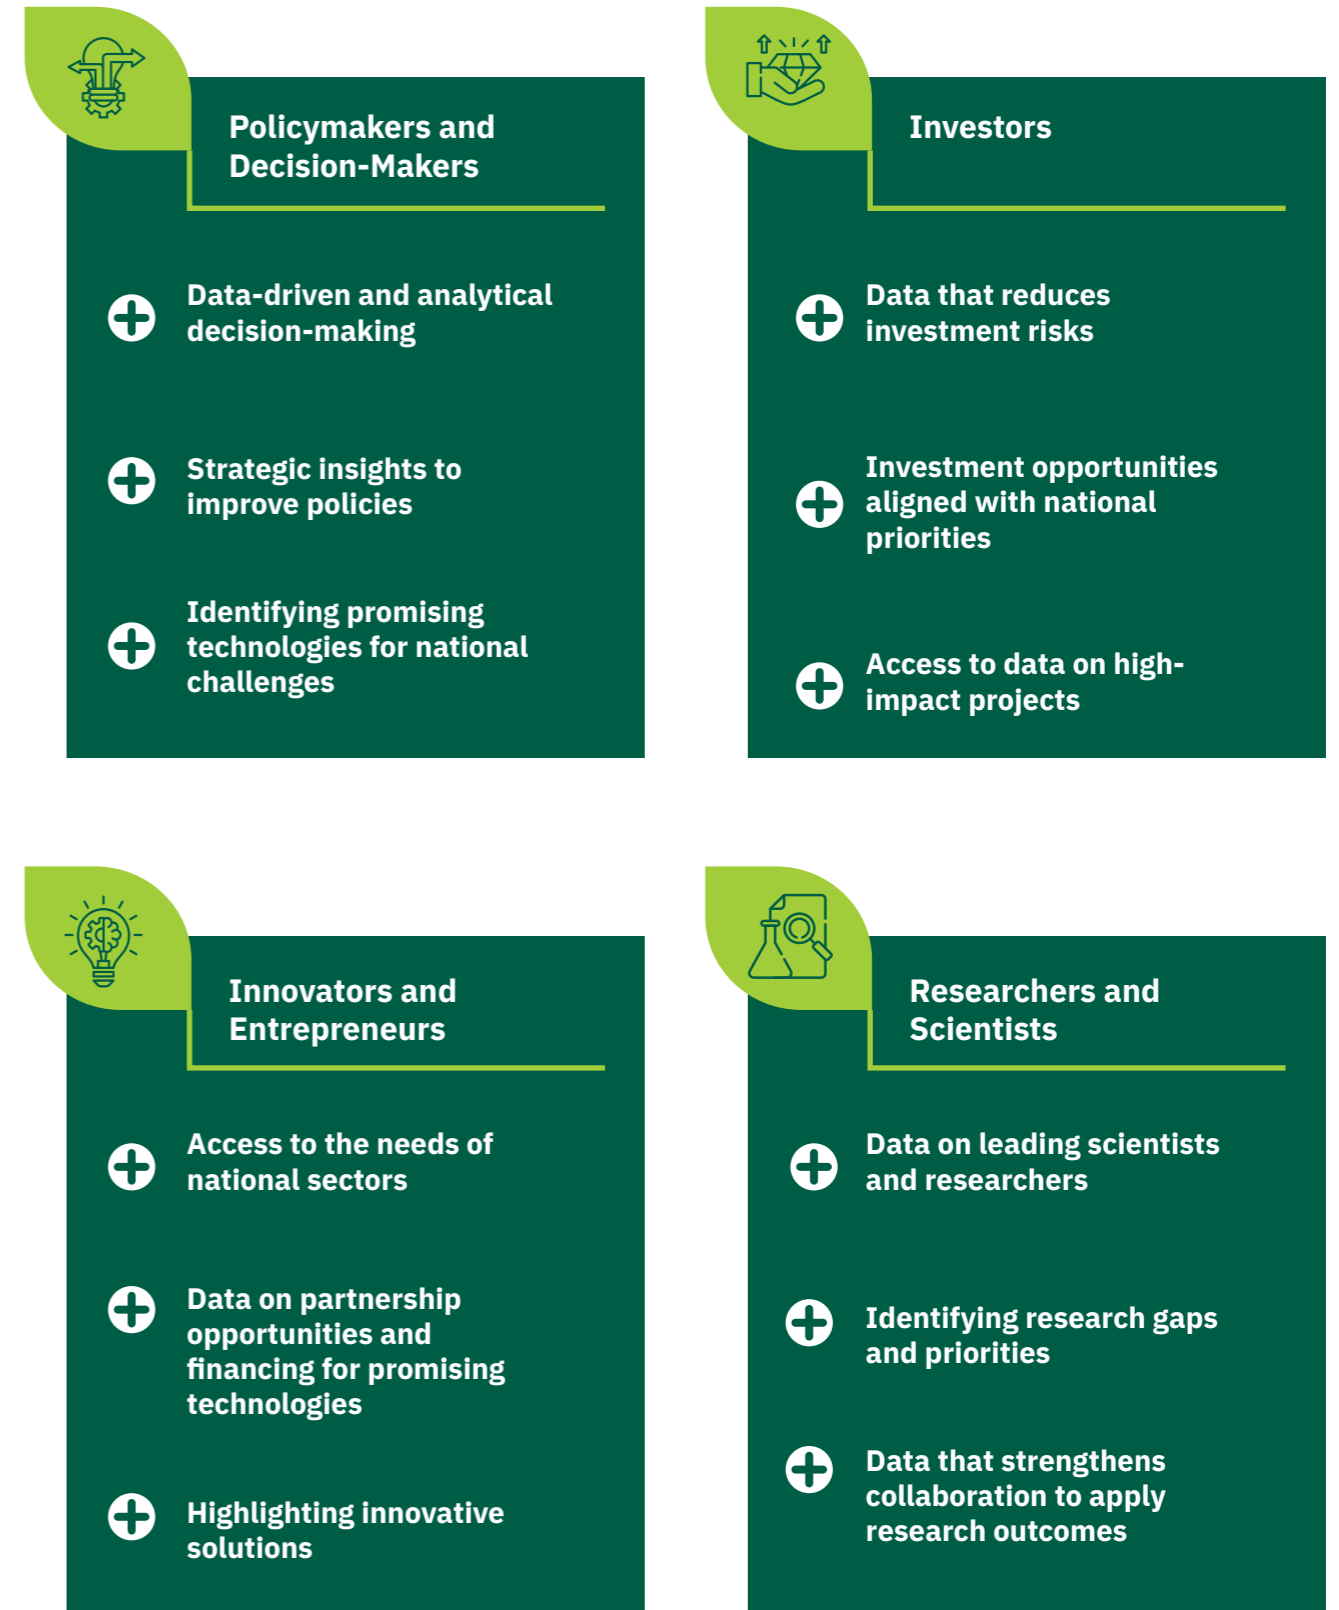 Policymakers and
Decision-Makers
Data-driven and analytical
decision-making
Strategic insights to
improve policies
Identifying promising
technologies for national
challenges
Investors
Data that reduces
investment risks
Investment opportunities
aligned with national
priorities
Access to data on high-
impact projects
Innovators and
Entrepreneurs
Access to the needs of
national sectors
Data on partnership
opportunities and
financing for promising
technologies
Highlighting innovative
solutions
Researchers and
Scientists
Data on leading scientists
and researchers
Identifying research gaps
and priorities
Data that strengthens
collaboration to apply
research outcomes